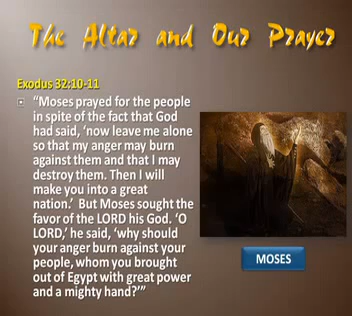 The Altar and Our Prayer
Exodus 32:10-11
“Moses prayed for the people
in spite of the fact that God
had said, ‘now leave me alone
so that my anger may burn
against them and that I may
destroy them. Then I will
make you into a great
nation.’ But Moses sought the
favor of the LORD his God. ‘O
LORD,’ he said, ‘why should
your anger burn against your
people, whom you brought
out of Egypt with great power
and a mighty hand?’”
MOSES